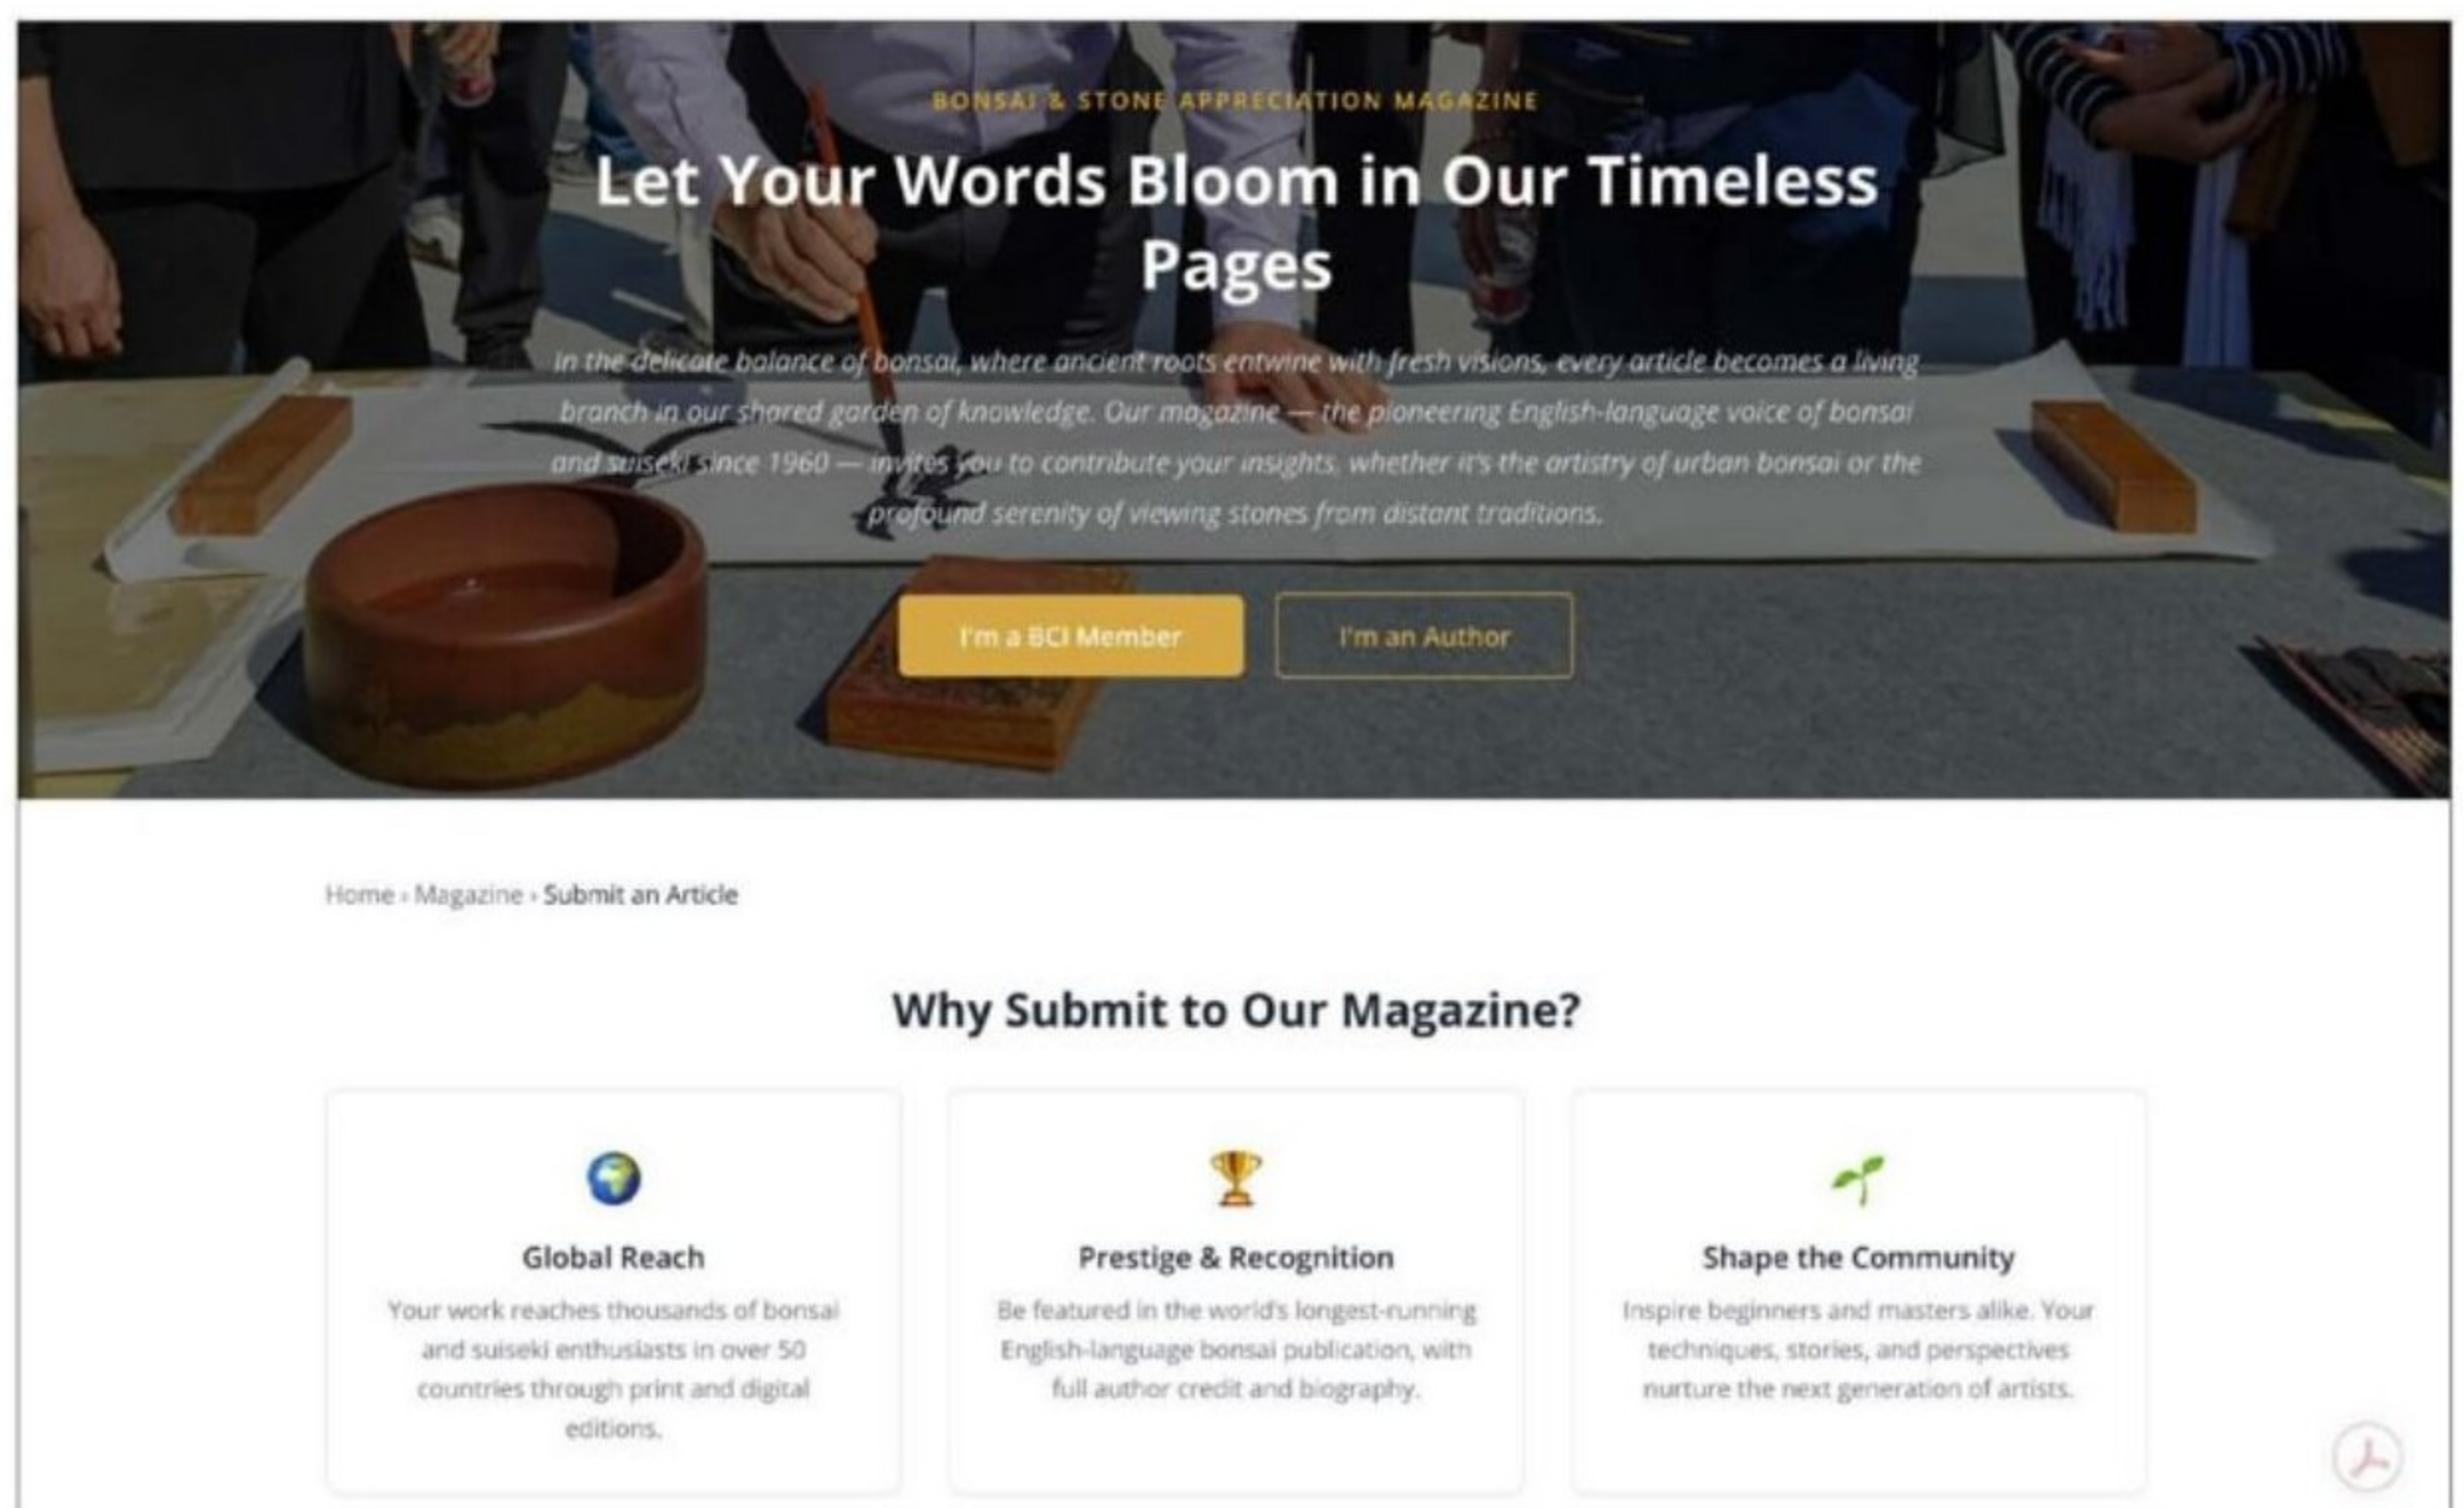 BONSAI & STONE APPRECIATION MAGAZINE
Let Your Words Bloom in Our Timeless
Pages
In the delicate balance of bonsai, where ancient roots entwine with fresh visions, every article becomes a living
branch in our shared garden of knowledge. Our magazine — the pioneering English-language voice of bonsai
and suiseki since 1960 — invites you to contribute your insights, whether it's the artistry of urban bonsai or the
profound serenity of viewing stones from distant traditions.
I'm a BCI Member
I'm an Author
Home › Magazine › Submit an Article
Why Submit to Our Magazine?
Global Reach
Your work reaches thousands of bonsai
and suiseki enthusiasts in over 50
countries through print and digital
editions.
Prestige & Recognition
Be featured in the world's longest-running
English-language bonsai publication, with
full author credit and biography.
Shape the Community
Inspire beginners and masters alike. Your
techniques, stories, and perspectives
nurture the next generation of artists.